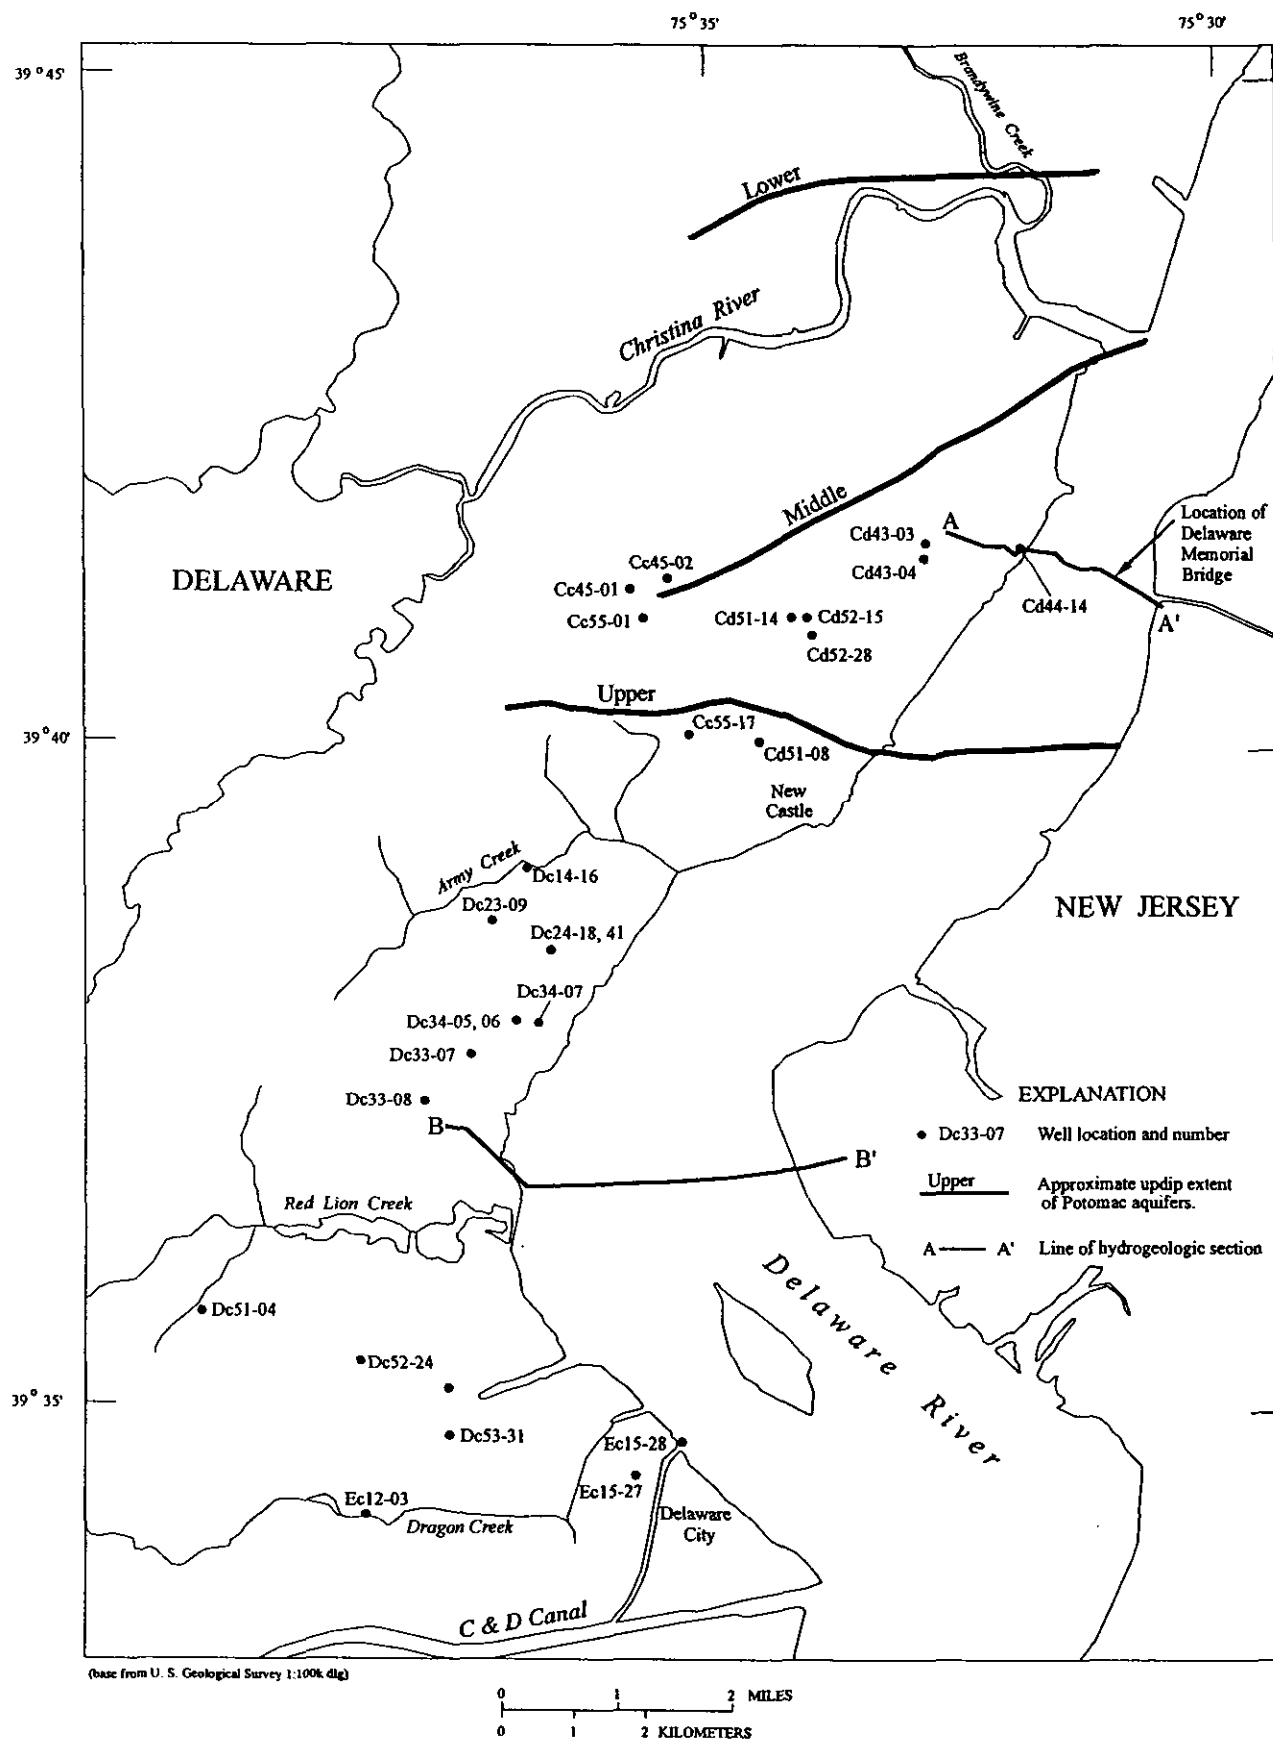 75° 35'
75° 30'
39° 45'
Brandywine Creek
Lower
Christina River
Middle
A
Location of
Delaware
Memorial
Bridge
Cd43-03
Cd43-04
Cc45-02
Cc45-01
Cc55-01
DELAWARE
Cd44-14
A'
Cd51-14
Cd52-15
Cd52-28
Upper
Cc55-17
Cd51-08
39° 40'
New
Castle
Army Creek
Dc14-16
Dc23-09
Dc24-18, 41
NEW JERSEY
Dc34-07
Dc34-05, 06
Dc33-07
Dc33-08
B
B'
EXPLANATION
Dc33-07 Well location and number
Upper Approximate updip extent
of Potomac aquifers.
A A' Line of hydrogeologic section
Red Lion Creek
Delaware River
Dc51-04
Dc52-24
39° 35'
Dc53-31
Ec15-28
Ec15-27
Ec12-03
Dragon Creek
Delaware
City
C & D Canal
(base from U. S. Geological Survey 1:100k dlg)
0 1 2 MILES
0 1 2 KILOMETERS